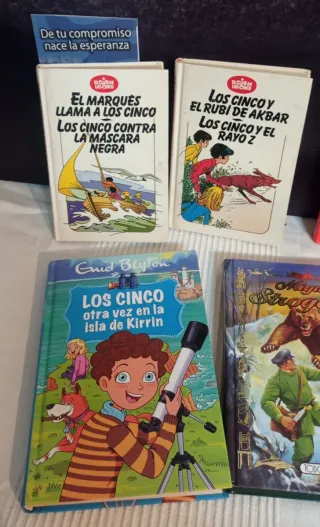 De tu compromiso
nace la esperanza
EL MARQUÉS
LLAMA A LOS CINCO
LOS CINCO CONTRA
LA MÁSCARA
NEGRA
LOS CINCO Y
EL RUBÍ DE AKBAR
LOS CINCO Y EL
RAYO Z
Enid Blyton
LOS CINCO
otra vez en la
isla de Kirrin